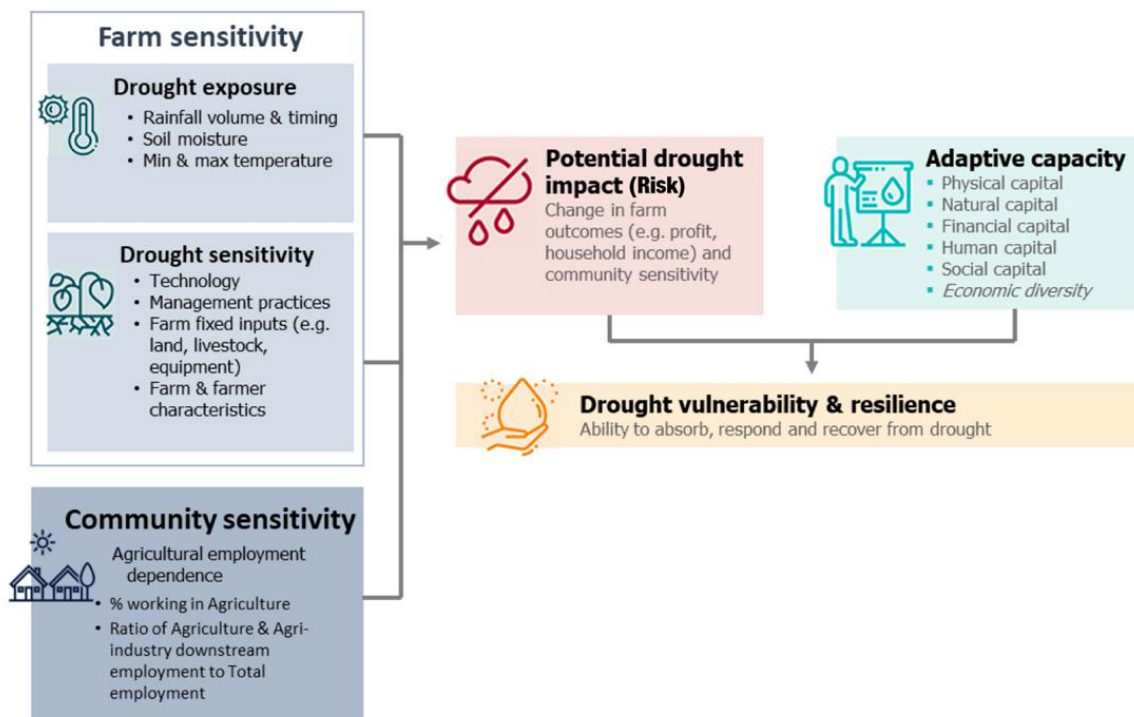 Farm sensitivity
Drought exposure
• Rainfall volume & timing
• Soil moisture
• Min & max temperature
Drought sensitivity
• Technology
• Management practices
• Farm fixed inputs (e.g.
land, livestock,
equipment)
• Farm & farmer
characteristics
Community sensitivity
Agricultural employment
dependence
• % working in Agriculture
• Ratio of Agriculture & Agri-
industry downstream
employment to Total
employment
Potential drought
impact (Risk)
Change in farm
outcomes (e.g. profit,
household income) and
community sensitivity
Adaptive capacity
▪ Physical capital
▪ Natural capital
▪ Financial capital
▪ Human capital
▪ Social capital
▪ Economic diversity
Drought vulnerability & resilience
Ability to absorb, respond and recover from drought